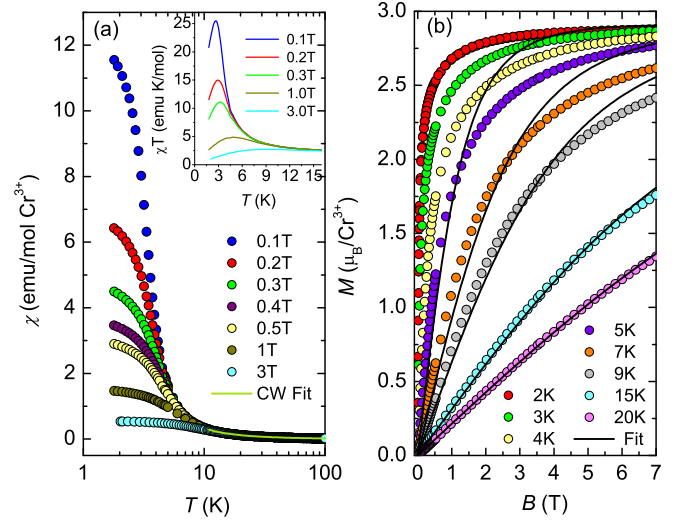 (a)
χ (emu/mol Cr³⁺)
12
10
8
6
4
2
0
1
10
100
T (K)
25
20
15
10
5
0
0
3
6
9
12
15
χT (emu K/mol)
T (K)
0.1T
0.2T
0.3T
1.0T
3.0T
0.1T
0.2T
0.3T
0.4T
0.5T
1T
3T
CW Fit
(b)
M (μ_B/Cr³⁺)
3.0
2.5
2.0
1.5
1.0
0.5
0.0
0
1
2
3
4
5
6
7
B (T)
2K
3K
4K
5K
7K
9K
15K
20K
Fit